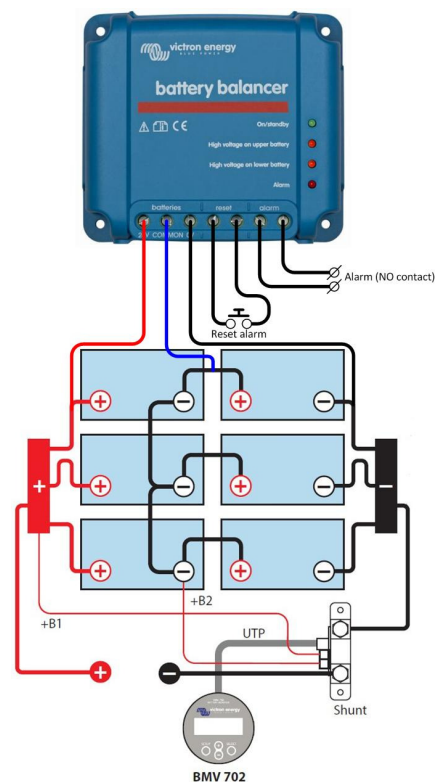 victron energy
BLUE POWER
battery balancer
CE
On/standby
High voltage on upper battery
High voltage on lower battery
Alarm
batteries reset alarm
COMMON
Alarm (NO contact)
Reset alarm
+ − + −
+ + − + − −
+ − + −
+B2
+B1
UTP
+ −
Shunt
victron energy
BMV 702